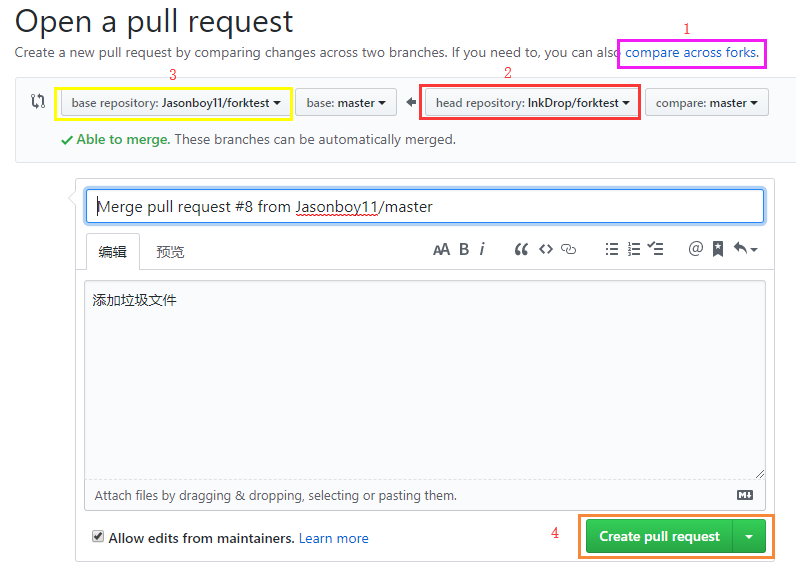 Open a pull request
1
Create a new pull request by comparing changes across two branches. If you need to, you can also compare across forks.
3
2
base repository: Jasonboy11/forktest
base: master
head repository: InkDrop/forktest
compare: master
Able to merge. These branches can be automatically merged.
Merge pull request #8 from Jasonboy11/master
编辑
预览
AA B i
@
添加垃圾文件
Attach files by dragging & dropping, selecting or pasting them.
M
Allow edits from maintainers. Learn more
4
Create pull request